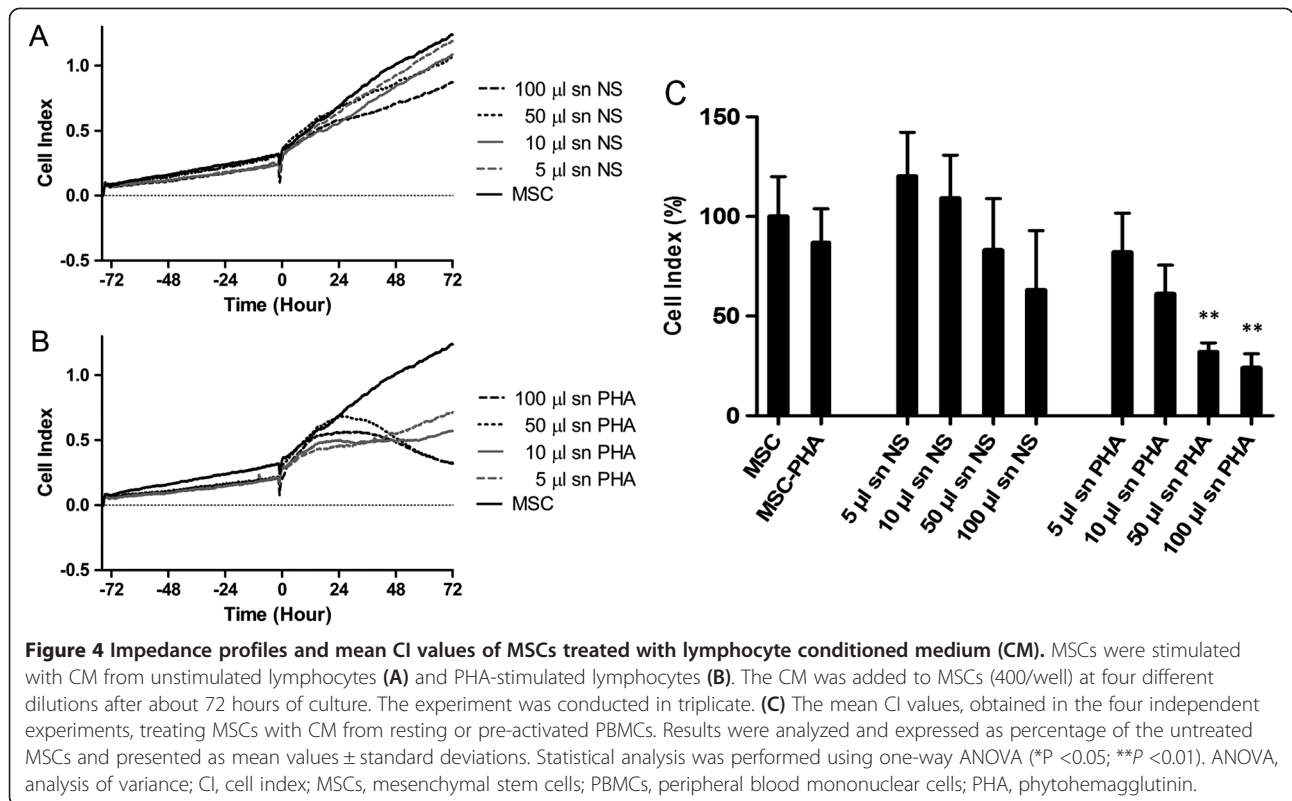 A
1.0
0.5
0.0
-0.5
Cell Index
-72 -48 -24 0 24 48 72
Time (Hour)
100 µl sn NS
50 µl sn NS
10 µl sn NS
5 µl sn NS
MSC
B
1.0
0.5
0.0
-0.5
Cell Index
-72 -48 -24 0 24 48 72
Time (Hour)
100 µl sn PHA
50 µl sn PHA
10 µl sn PHA
5 µl sn PHA
MSC
C
150
100
50
0
Cell Index (%)
** **
MSC
MSC-PHA
5 µl sn NS
10 µl sn NS
50 µl sn NS
100 µl sn NS
5 µl sn PHA
10 µl sn PHA
50 µl sn PHA
100 µl sn PHA
Figure 4 Impedance profiles and mean CI values of MSCs treated with lymphocyte conditioned medium (CM). MSCs were stimulated
with CM from unstimulated lymphocytes (A) and PHA-stimulated lymphocytes (B). The CM was added to MSCs (400/well) at four different
dilutions after about 72 hours of culture. The experiment was conducted in triplicate. (C) The mean CI values, obtained in the four independent
experiments, treating MSCs with CM from resting or pre-activated PBMCs. Results were analyzed and expressed as percentage of the untreated
MSCs and presented as mean values ± standard deviations. Statistical analysis was performed using one-way ANOVA (*P <0.05; **P <0.01). ANOVA,
analysis of variance; CI, cell index; MSCs, mesenchymal stem cells; PBMCs, peripheral blood mononuclear cells; PHA, phytohemagglutinin.